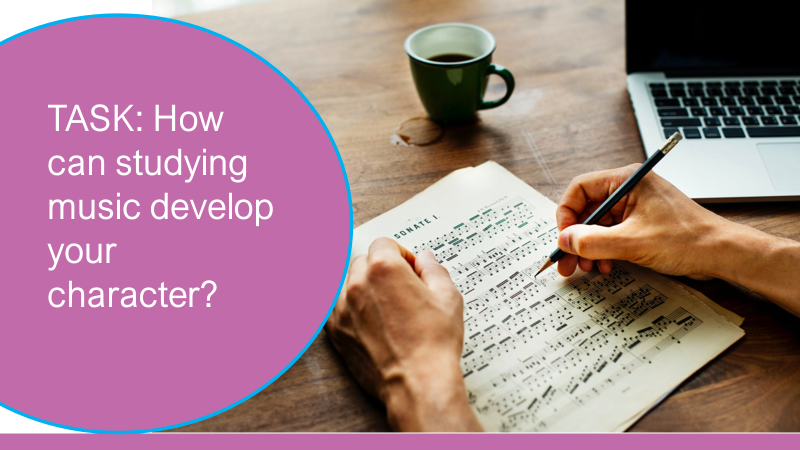 TASK: How
can studying
music develop
your
character?
SONATE I.